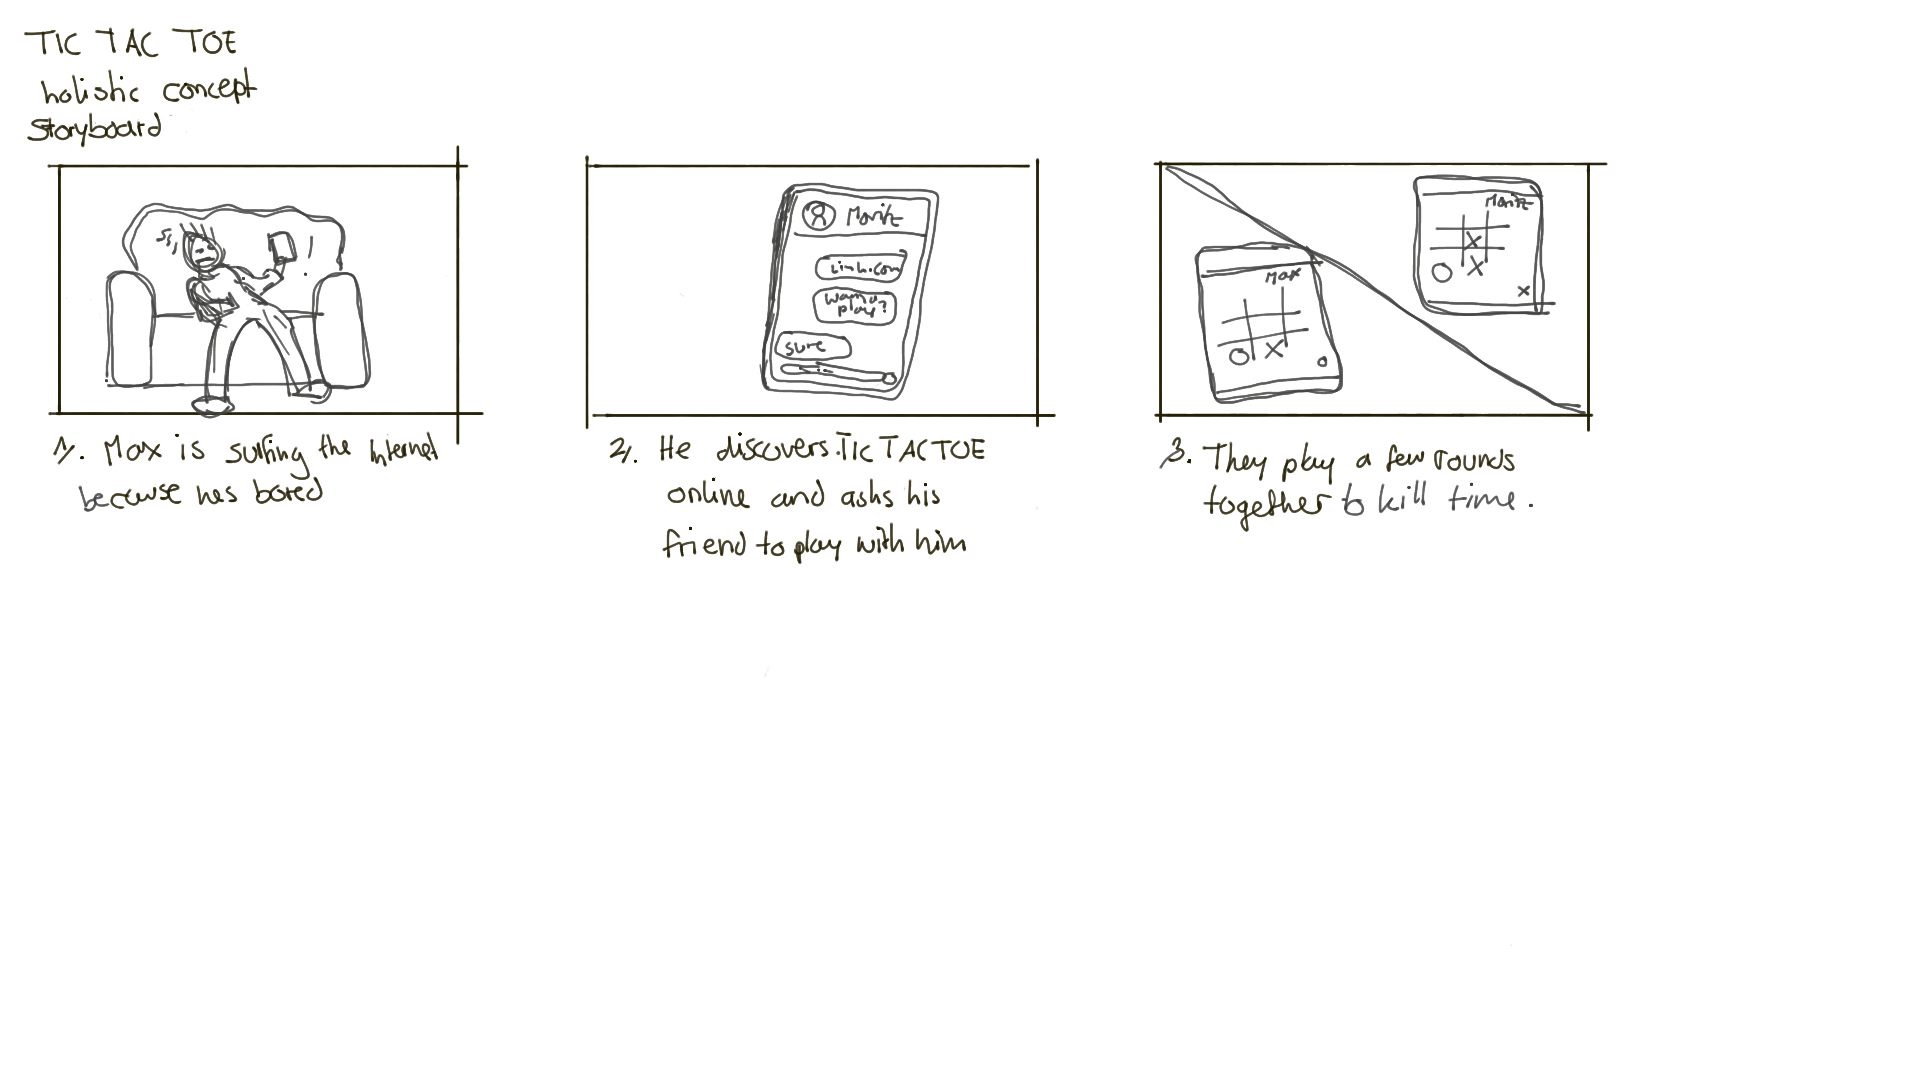 TIC TAC TOE
holistic concept
Storyboard
Moritz
Link.com
wanna
play?
sure
Max
Moritz
1. Max is surfing the Internet
because hes bored
2. He discovers TIC TAC TOE
online and asks his
friend to play with him
3. They play a few rounds
together to kill time.